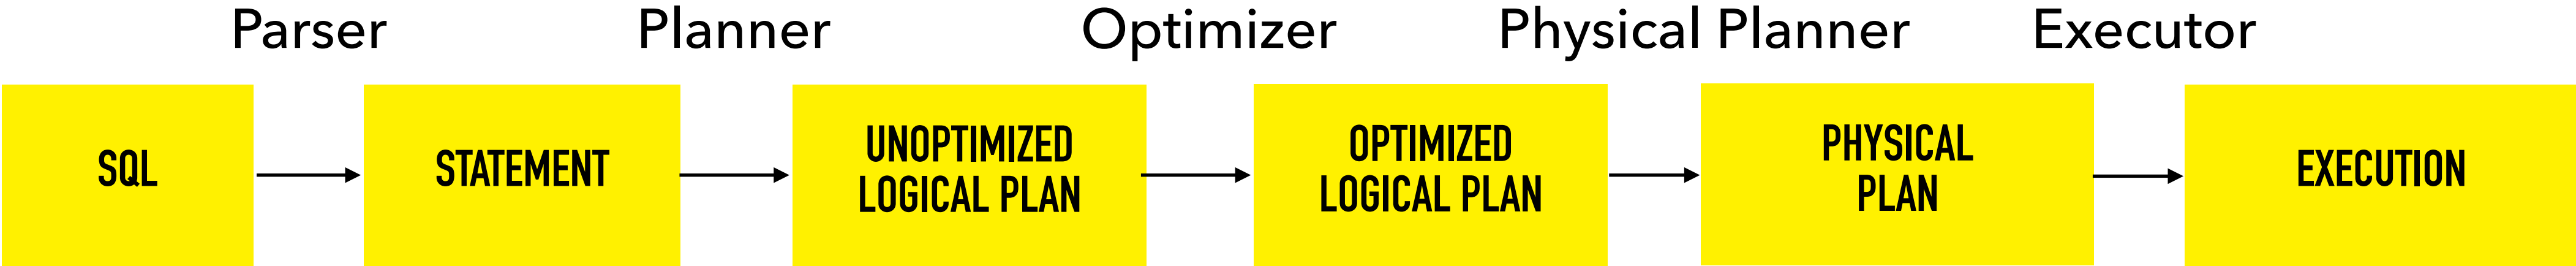 Parser
Planner
Optimizer
Physical Planner
Executor
SQL
STATEMENT
UNOPTIMIZED
LOGICAL PLAN
OPTIMIZED
LOGICAL PLAN
PHYSICAL
PLAN
EXECUTION